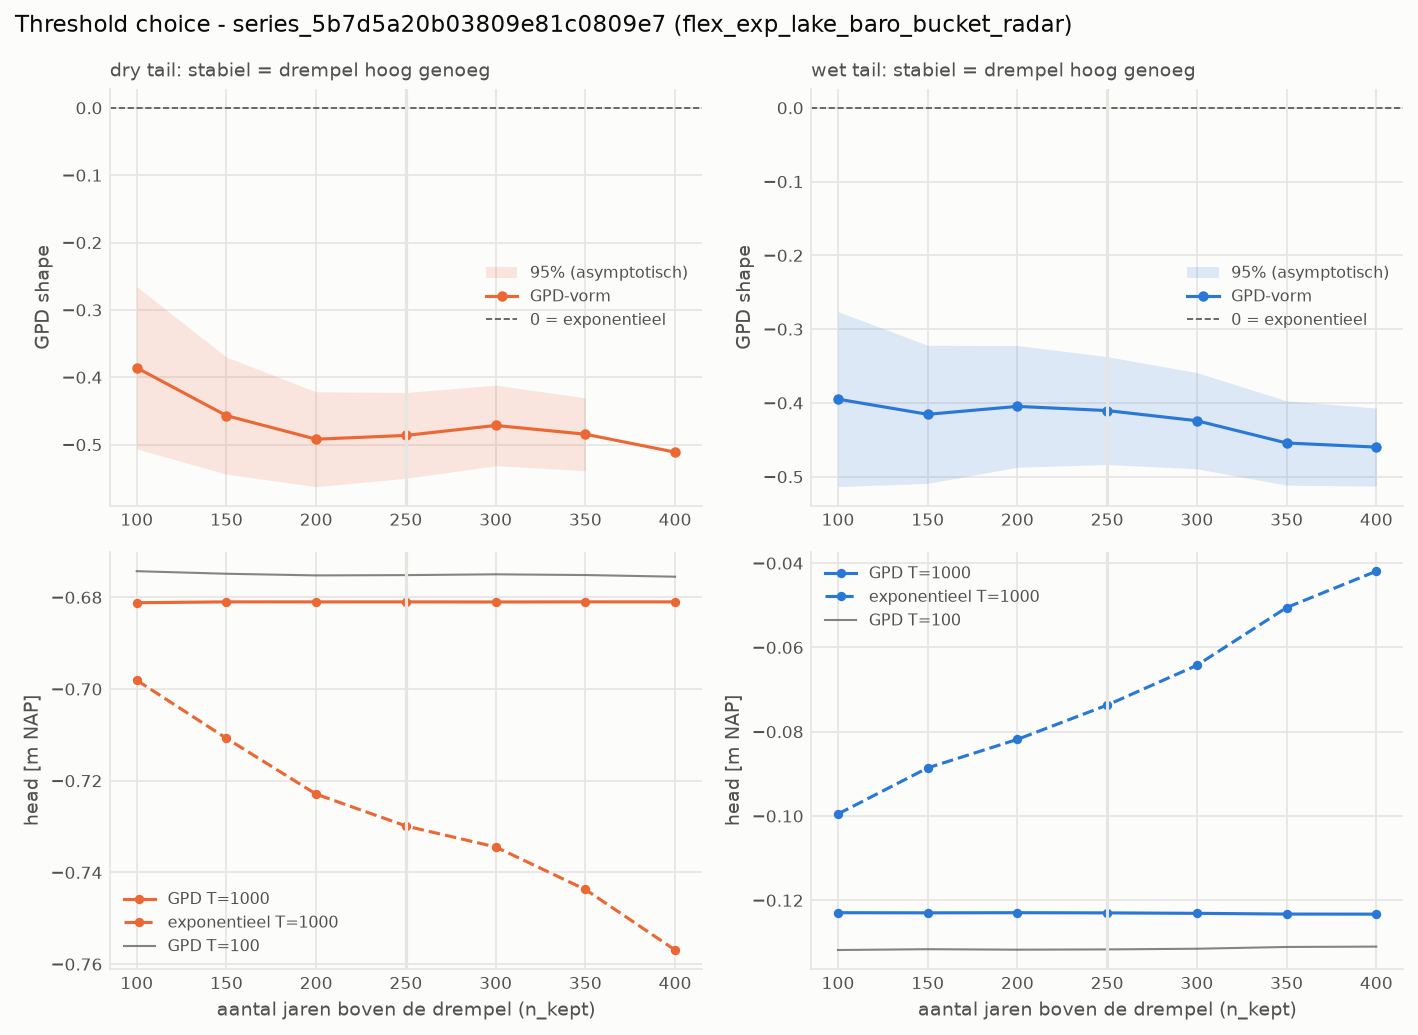 Threshold choice - series_5b7d5a20b03809e81c0809e7 (flex_exp_lake_baro_bucket_radar)
dry tail: stabiel = drempel hoog genoeg
GPD shape
0.0
−0.1
−0.2
−0.3
−0.4
−0.5
95% (asymptotisch)
GPD-vorm
0 = exponentieel
100 150 200 250 300 350 400
wet tail: stabiel = drempel hoog genoeg
GPD shape
0.0
−0.1
−0.2
−0.3
−0.4
−0.5
95% (asymptotisch)
GPD-vorm
0 = exponentieel
100 150 200 250 300 350 400
head [m NAP]
−0.68
−0.70
−0.72
−0.74
−0.76
GPD T=1000
exponentieel T=1000
GPD T=100
100 150 200 250 300 350 400
aantal jaren boven de drempel (n_kept)
head [m NAP]
−0.04
−0.06
−0.08
−0.10
−0.12
GPD T=1000
exponentieel T=1000
GPD T=100
100 150 200 250 300 350 400
aantal jaren boven de drempel (n_kept)